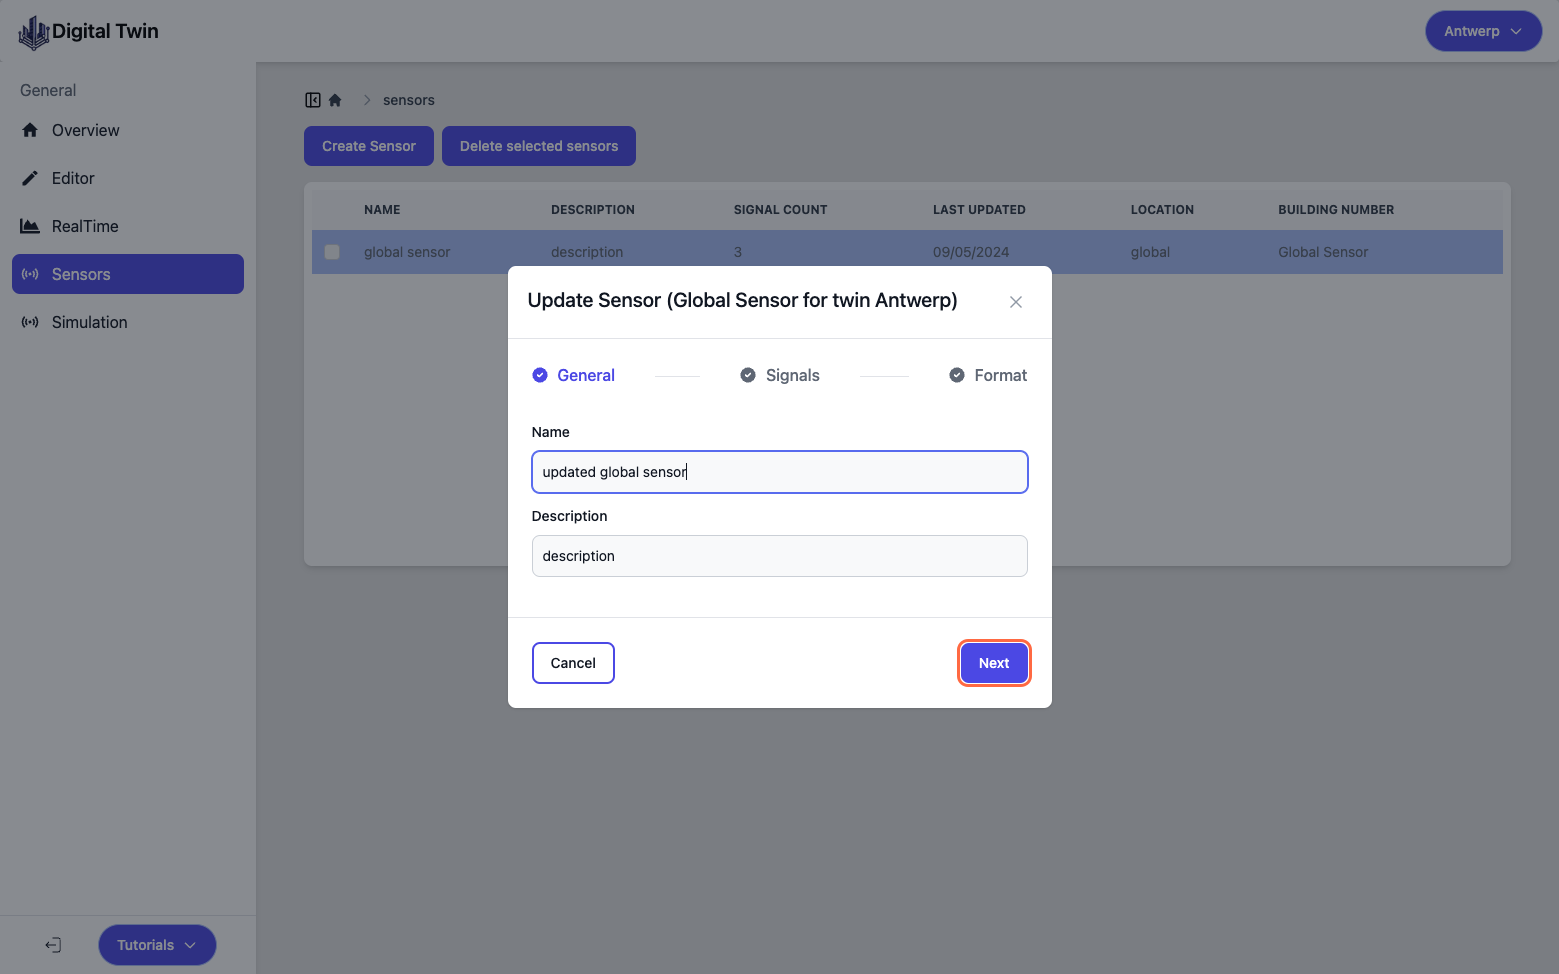 Digital Twin
Antwerp
General
Overview
Editor
RealTime
Sensors
Simulation
sensors
Create Sensor
Delete selected sensors
NAME DESCRIPTION SIGNAL COUNT LAST UPDATED LOCATION BUILDING NUMBER
global sensor description 3 09/05/2024 global Global Sensor
Update Sensor (Global Sensor for twin Antwerp)
General Signals Format
Name
updated global sensor
Description
description
Cancel
Next
Tutorials